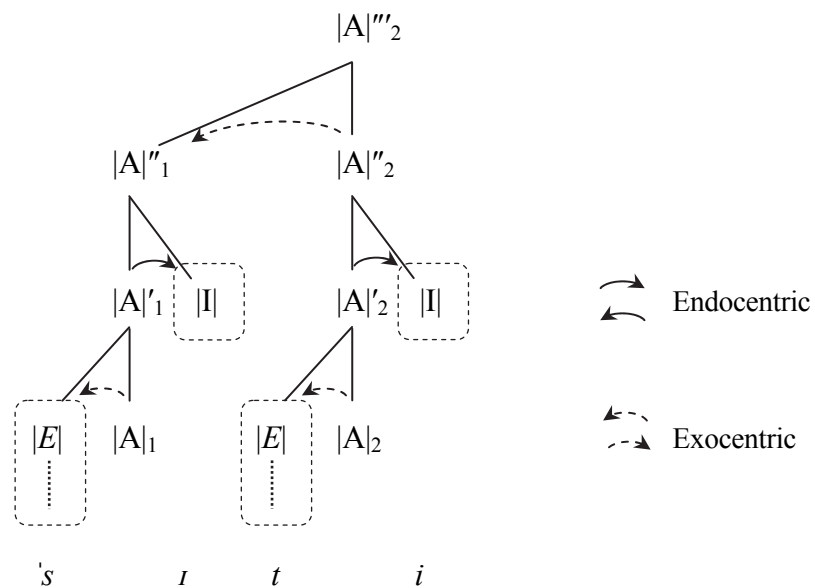 |A|‴₂
|A|″₁ |A|″₂
|A|′₁ |I| |A|′₂ |I|
Endocentric
|E| |A|₁ |E| |A|₂
Exocentric
ˈs ɪ t i